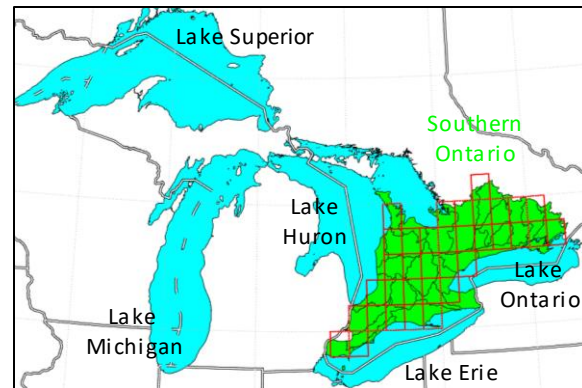 Lake Superior
Southern
Ontario
Lake
Huron
Lake
Ontario
Lake
Michigan
Lake Erie